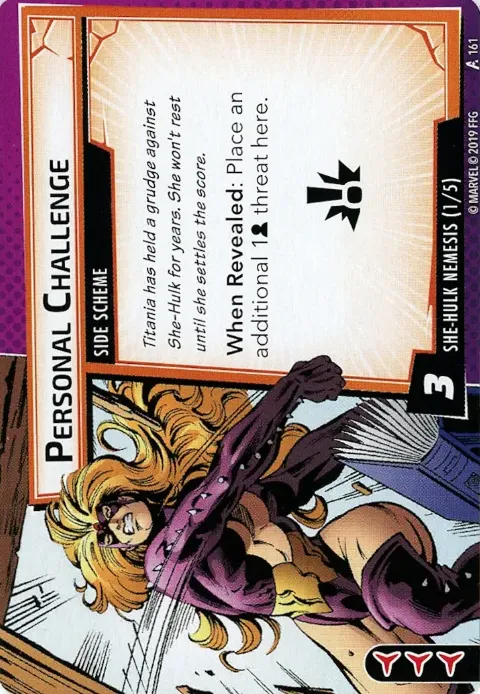 PERSONAL CHALLENGE
SIDE SCHEME
Titania has held a grudge against
She-Hulk for years. She won't rest
until she settles the score.
When Revealed: Place an
additional 1 threat here.
3
SHE-HULK NEMESIS (1/5)
© MARVEL © 2019 FFG
161